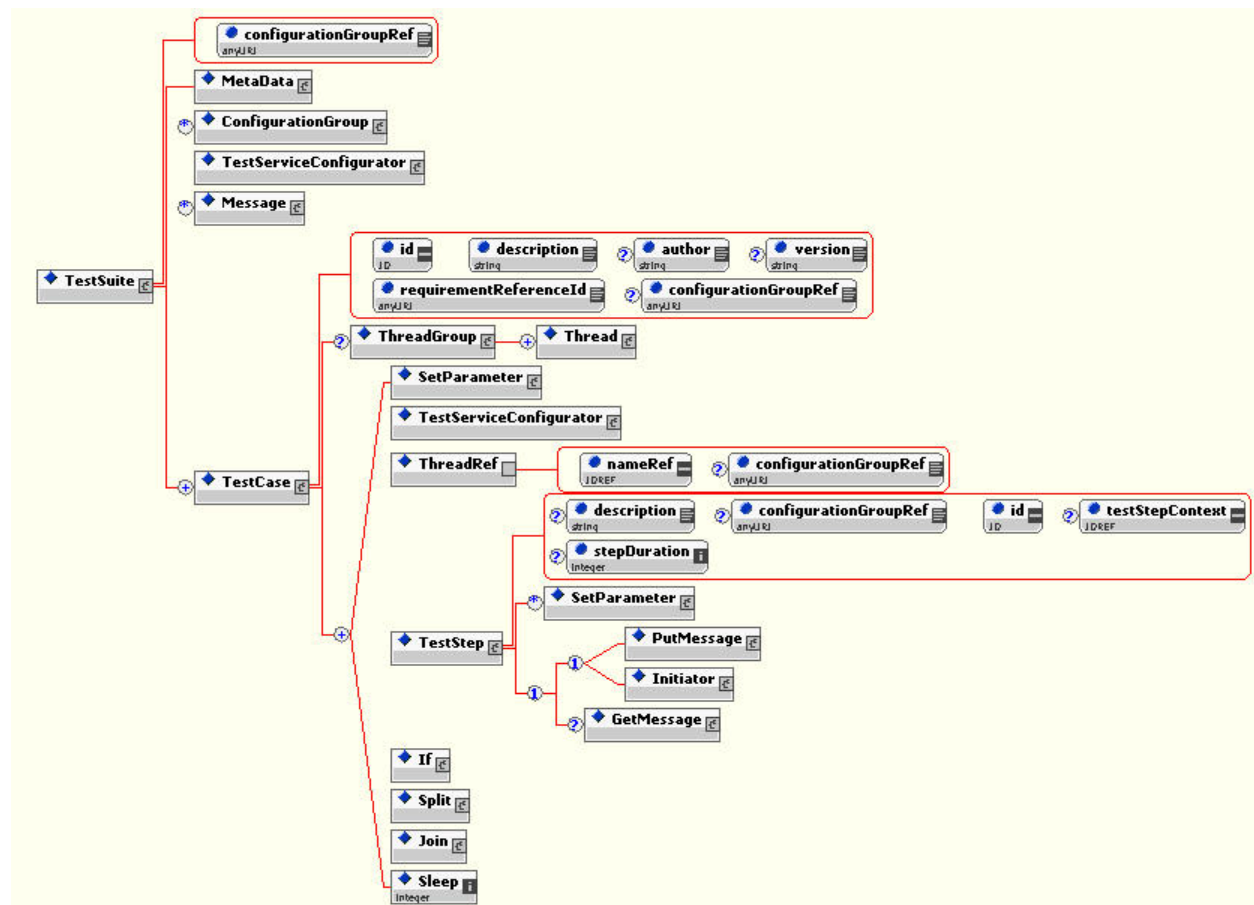 configurationGroupRef
anyURI
MetaData
* ConfigurationGroup
TestServiceConfigurator
* Message
id description ? author ? version
ID string string string
TestSuite
requirementReferenceId ? configurationGroupRef
anyURI anyURI
? ThreadGroup + Thread
SetParameter
TestServiceConfigurator
ThreadRef nameRef ? configurationGroupRef
IDREF anyURI
+ TestCase
? description ? configurationGroupRef id ? testStepContext
string anyURI ID IDREF
? stepDuration
integer
* SetParameter
+ TestStep 1 PutMessage
1 Initiator
? GetMessage
If
Split
Join
Sleep
integer